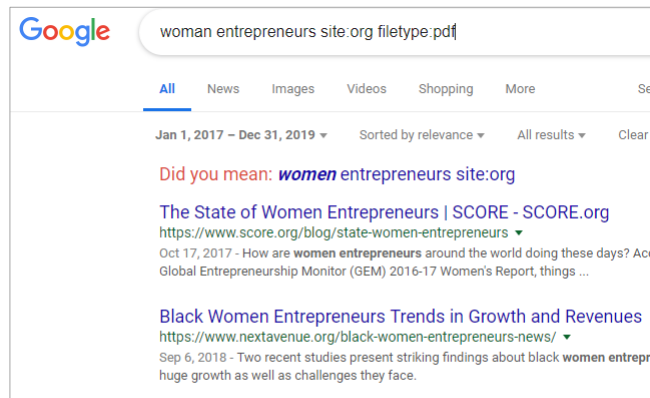 Google
woman entrepreneurs site:org filetype:pdf
All News Images Videos Shopping More
Jan 1, 2017 – Dec 31, 2019 Sorted by relevance All results Clear
Did you mean: women entrepreneurs site:org
The State of Women Entrepreneurs | SCORE - SCORE.org
https://www.score.org/blog/state-women-entrepreneurs
Oct 17, 2017 - How are women entrepreneurs around the world doing these days?
Global Entrepreneurship Monitor (GEM) 2016-17 Women's Report, things ...
Black Women Entrepreneurs Trends in Growth and Revenues
https://www.nextavenue.org/black-women-entrepreneurs-news/
Sep 6, 2018 - Two recent studies present striking findings about black women
huge growth as well as challenges they face.